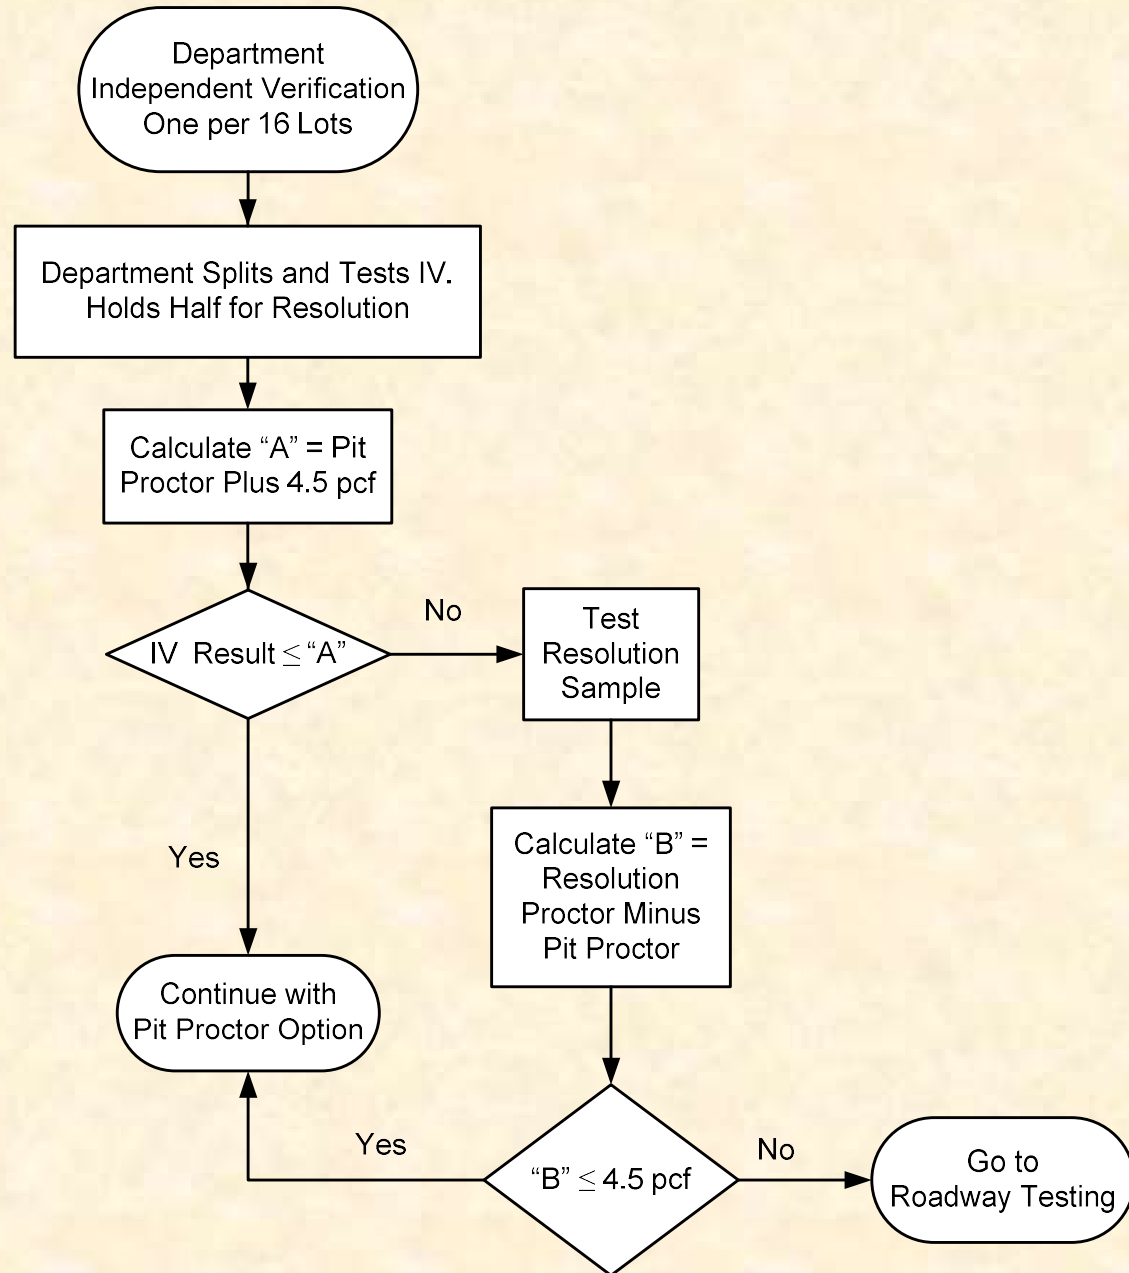 Department
Independent Verification
One per 16 Lots
Department Splits and Tests IV.
Holds Half for Resolution
Calculate “A” = Pit
Proctor Plus 4.5 pcf
IV Result ≤ “A”
No
Test
Resolution
Sample
Yes
Calculate “B” =
Resolution
Proctor Minus
Pit Proctor
Continue with
Pit Proctor Option
Yes
“B” ≤ 4.5 pcf
No
Go to
Roadway Testing